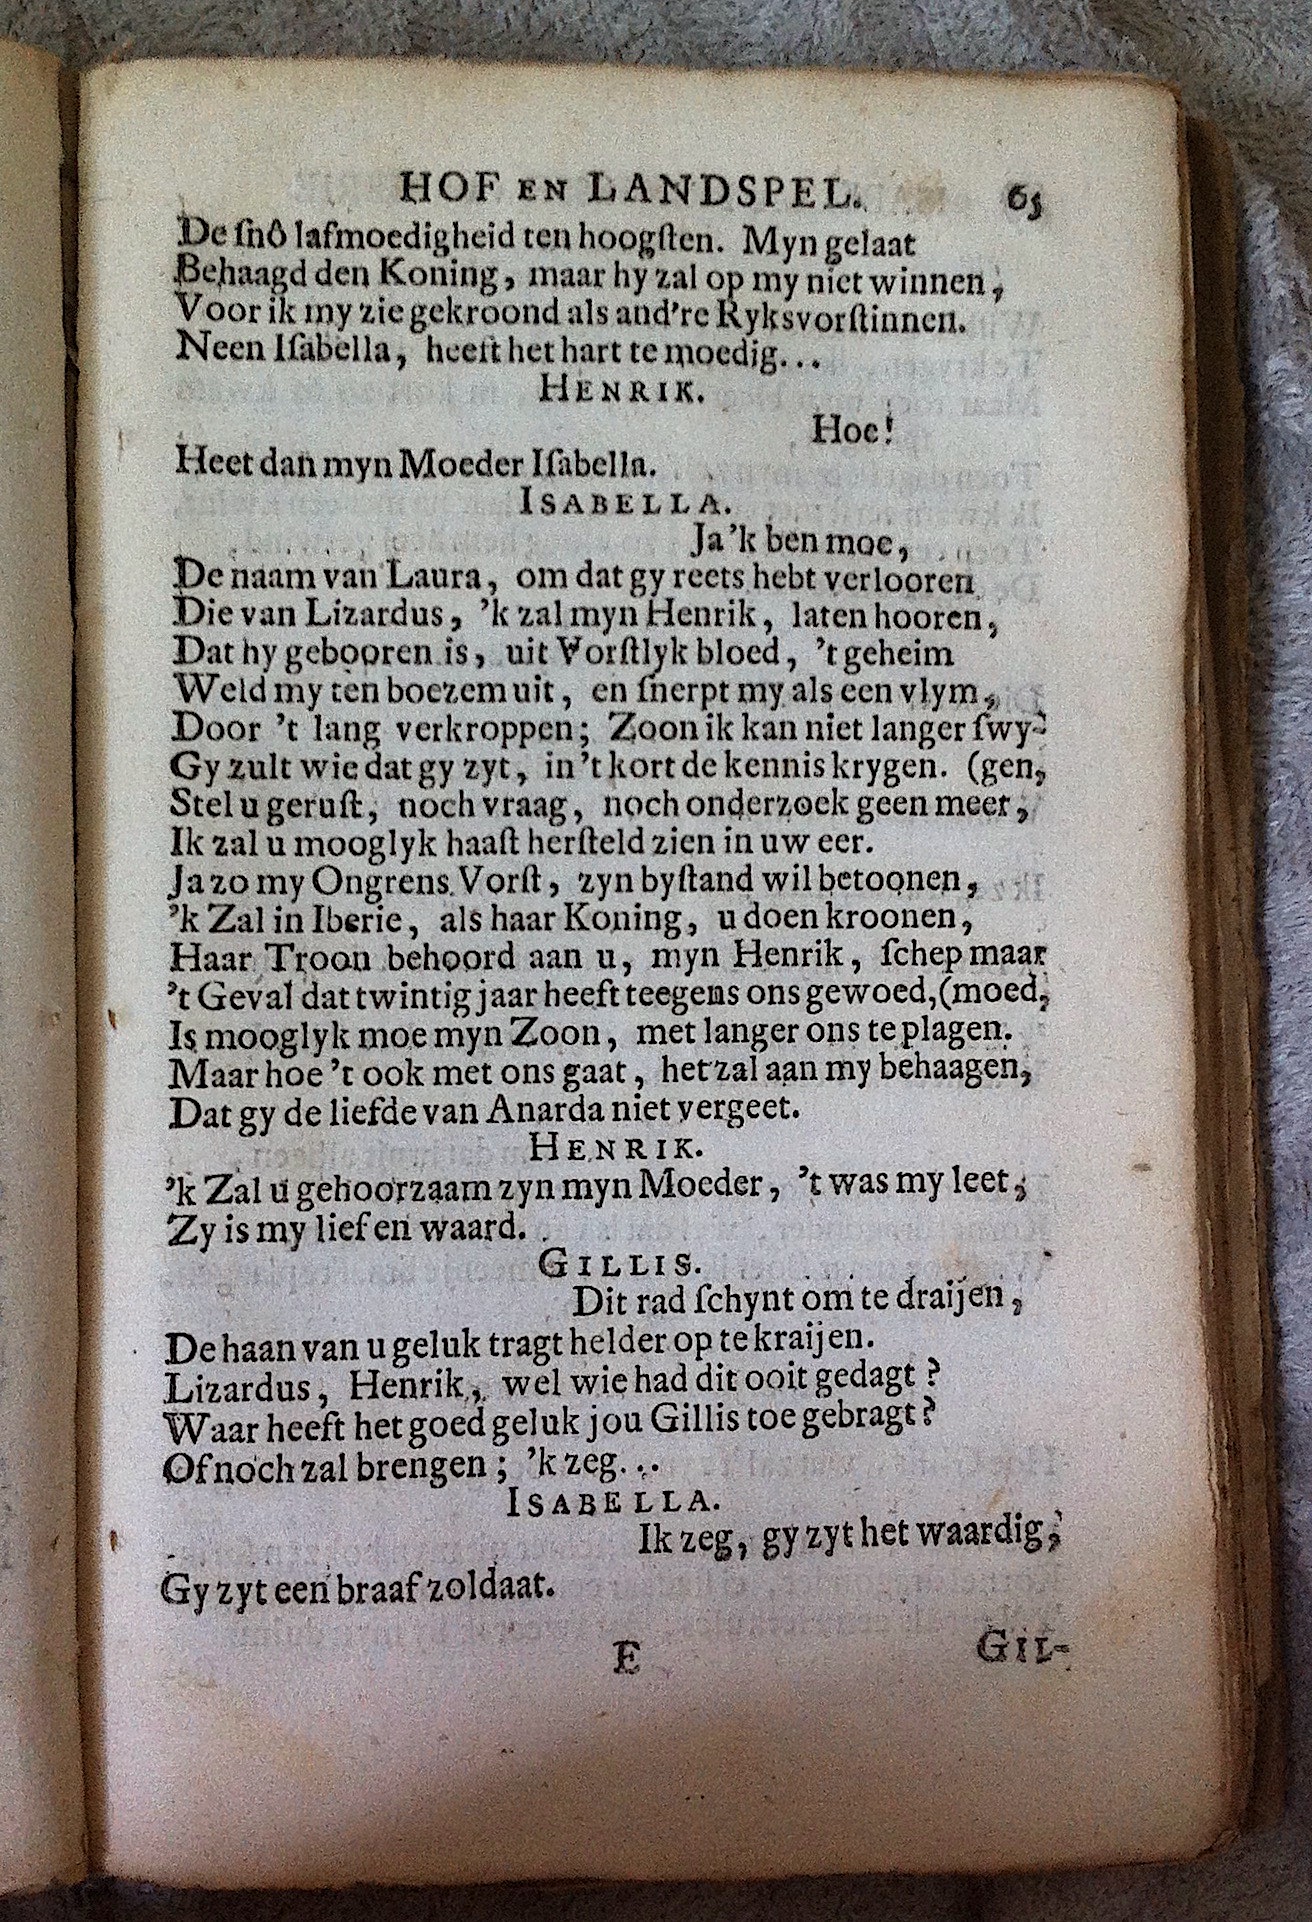 HOF EN LANDSPEL. 65
De ſnô lafmoedigheid ten hoogſten. Myn gelaat
Behaagd den Koning, maar hy zal op my niet winnen,
Voor ik my zie gekroond als and're Ryksvorſtinnen.
Neen Iſabella, heeft het hart te moedig...
HENRIK.
Hoe!
Heet dan myn Moeder Iſabella.
ISABELLA.
Ja 'k ben moe,
De naam van Laura, om dat gy reets hebt verlooren
Die van Lizardus, 'k zal myn Henrik, laten hooren,
Dat hy gebooren is, uit Vorſtlyk bloed, 't geheim
Weld my ten boezem uit, en ſnerpt my als een vlym,
Door 't lang verkroppen; Zoon ik kan niet langer ſwy-
Gy zult wie dat gy zyt, in 't kort de kennis krygen. (gen,
Stel u geruſt, noch vraag, noch onderzoek geen meer,
Ik zal u mooglyk haaſt herſteld zien in uw eer.
Ja zo my Ongrens Vorſt, zyn byſtand wil betoonen,
'k Zal in Iberie, als haar Koning, u doen kroonen,
Haar Troon behoord aan u, myn Henrik, ſchep maar
't Geval dat twintig jaar heeft teegens ons gewoed, (moed,
Is mooglyk moe myn Zoon, met langer ons te plagen.
Maar hoe 't ook met ons gaat, het zal aan my behaagen,
Dat gy de liefde van Anarda niet vergeet.
HENRIK.
'k Zal u gehoorzaam zyn myn Moeder, 't was my leet,
Zy is my lief en waard.
GILLIS.
Dit rad ſchynt om te draijen,
De haan van u geluk tragt helder op te kraijen.
Lizardus, Henrik, wel wie had dit ooit gedagt?
Waar heeft het goed geluk jou Gillis toe gebragt?
Of noch zal brengen; 'k zeg...
ISABELLA.
Ik zeg, gy zyt het waardig,
Gy zyt een braaf zoldaat.
E GIL-